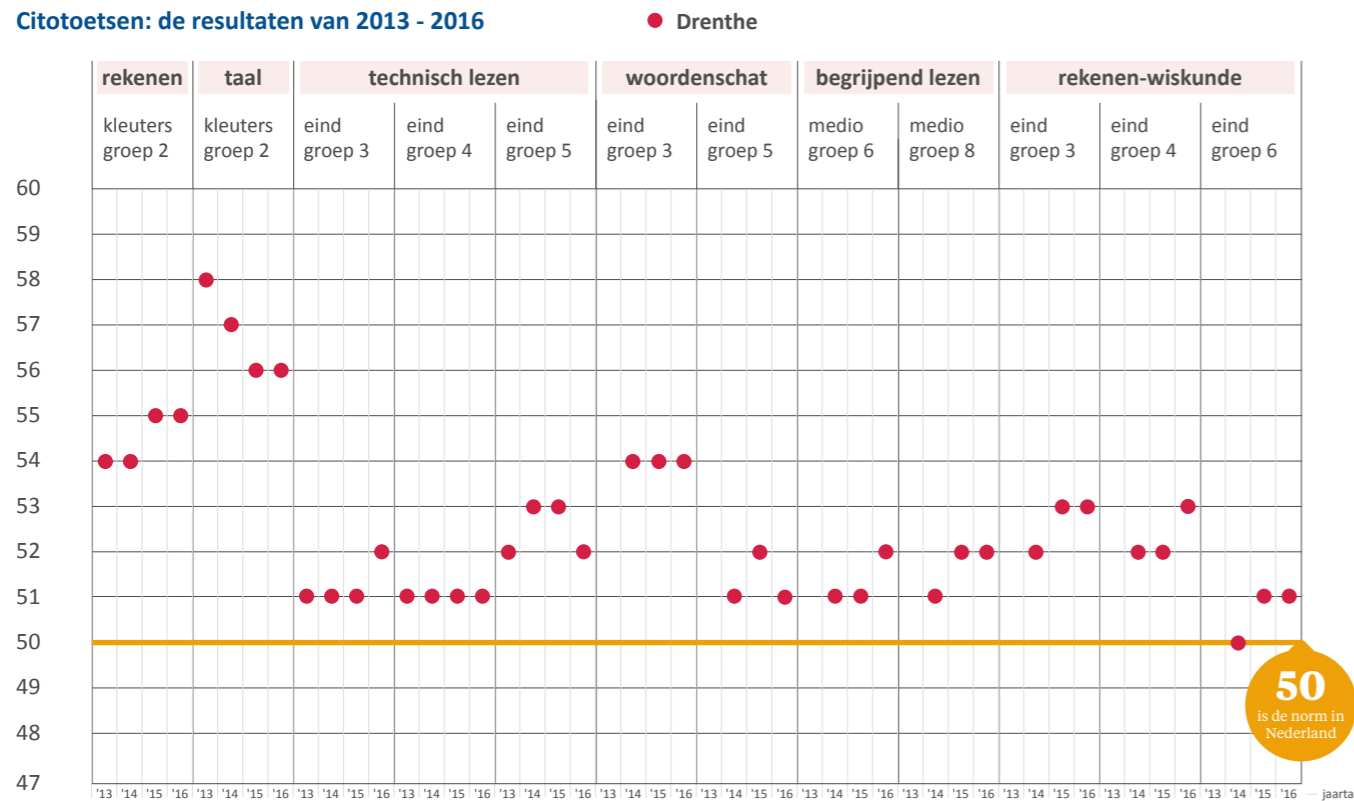 Citotoetsen: de resultaten van 2013 - 2016
Drenthe
rekenen taal technisch lezen woordenschat begrijpend lezen rekenen-wiskunde
kleuters kleuters eind eind eind eind eind medio medio eind eind eind
groep 2 groep 2 groep 3 groep 4 groep 5 groep 3 groep 5 groep 6 groep 8 groep 3 groep 4 groep 6
60
59
58
57
56
55
54
53
52
51
50
49
48
47
50
is de norm in
Nederland
'13 '14 '15 '16 '13 '14 '15 '16 '13 '14 '15 '16 '13 '14 '15 '16 '13 '14 '15 '16 '13 '14 '15 '16 '13 '14 '15 '16 '13 '14 '15 '16 '13 '14 '15 '16 '13 '14 '15 '16 '13 '14 '15 '16 '13 '14 '15 '16 — jaarta